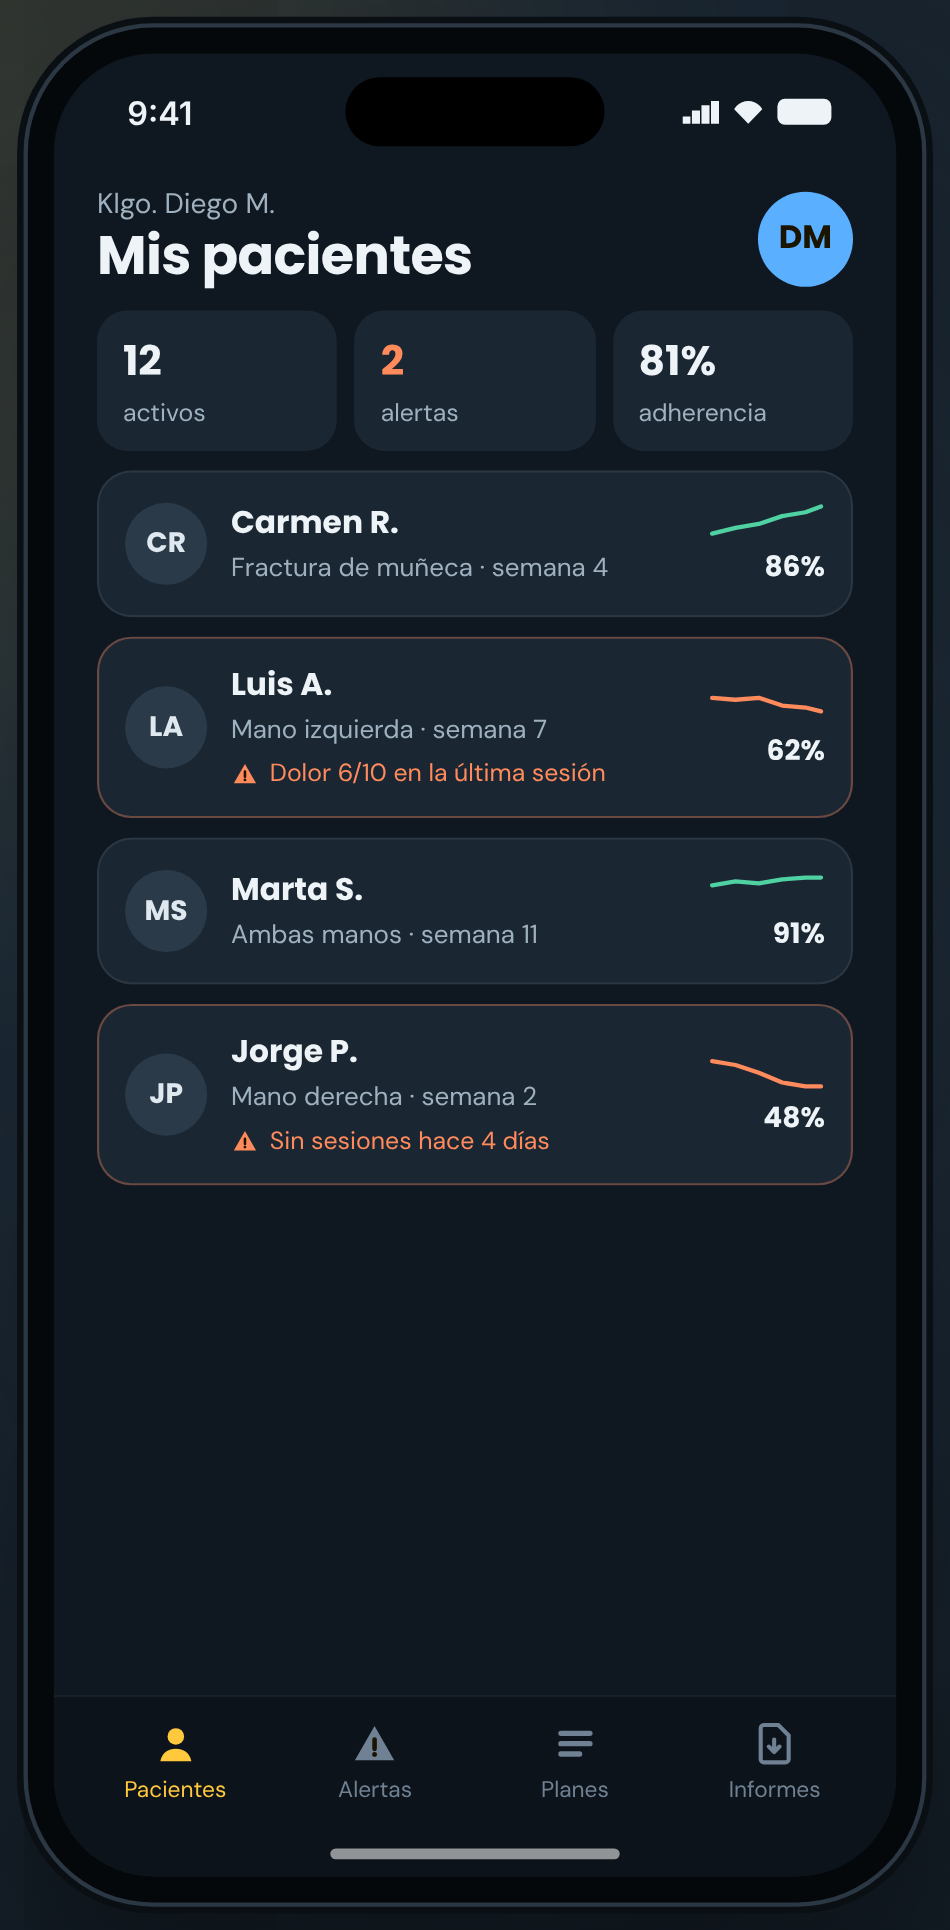 9:41
Klgo. Diego M.
Mis pacientes
DM
12
activos
2
alertas
81%
adherencia
CR
Carmen R.
Fractura de muñeca · semana 4
86%
LA
Luis A.
Mano izquierda · semana 7
Dolor 6/10 en la última sesión
62%
MS
Marta S.
Ambas manos · semana 11
91%
JP
Jorge P.
Mano derecha · semana 2
Sin sesiones hace 4 días
48%
Pacientes
Alertas
Planes
Informes